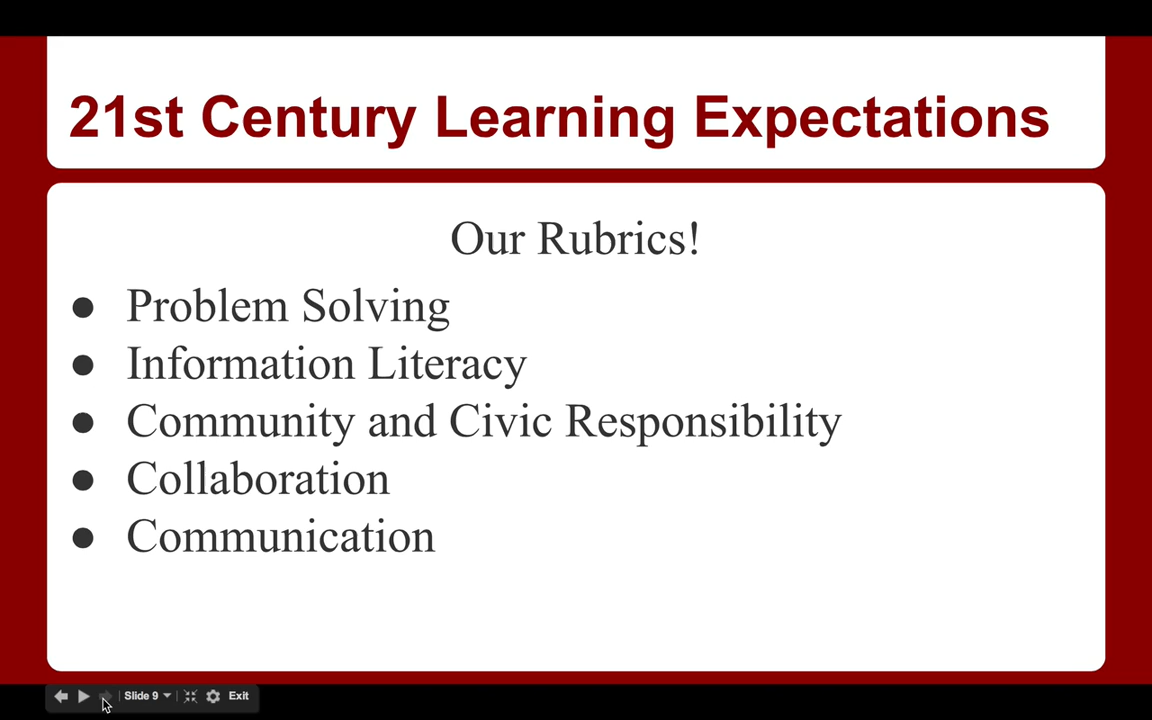 21st Century Learning Expectations
Our Rubrics!
● Problem Solving
● Information Literacy
● Community and Civic Responsibility
● Collaboration
● Communication
Slide 9 Exit